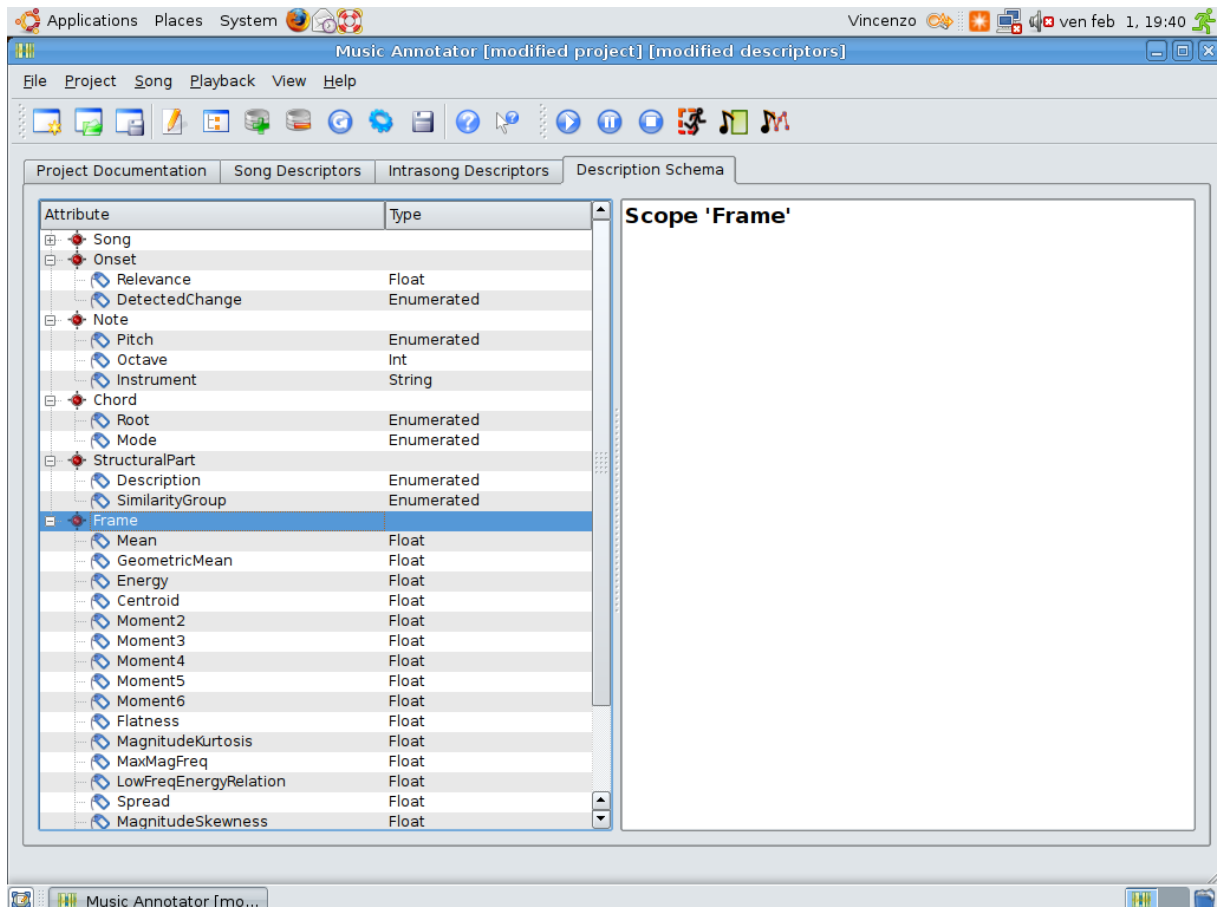 Applications Places System Vincenzo ven feb 1, 19:40
Music Annotator [modified project] [modified descriptors]
File Project Song Playback View Help
Project Documentation Song Descriptors Intrasong Descriptors Description Schema
Attribute Type
Scope 'Frame'
Song
Onset
Relevance Float
DetectedChange Enumerated
Note
Pitch Enumerated
Octave Int
Instrument String
Chord
Root Enumerated
Mode Enumerated
StructuralPart
Description Enumerated
SimilarityGroup Enumerated
Frame
Mean Float
GeometricMean Float
Energy Float
Centroid Float
Moment2 Float
Moment3 Float
Moment4 Float
Moment5 Float
Moment6 Float
Flatness Float
MagnitudeKurtosis Float
MaxMagFreq Float
LowFreqEnergyRelation Float
Spread Float
MagnitudeSkewness Float
Music Annotator [mo...